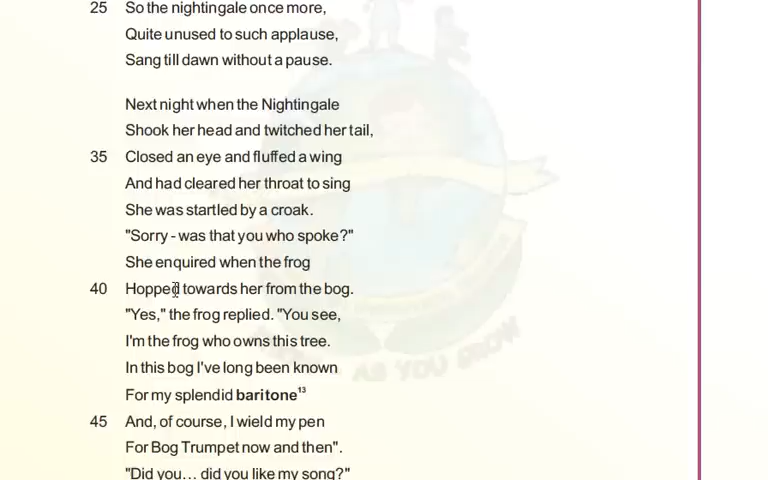 25 So the nightingale once more,
Quite unused to such applause,
Sang till dawn without a pause.
Next night when the Nightingale
Shook her head and twitched her tail,
35 Closed an eye and fluffed a wing
And had cleared her throat to sing
She was startled by a croak.
"Sorry - was that you who spoke?"
She enquired when the frog
40 Hopped towards her from the bog.
"Yes," the frog replied. "You see,
I'm the frog who owns this tree.
In this bog I've long been known
For my splendid baritone¹³
45 And, of course, I wield my pen
For Bog Trumpet now and then".
"Did you... did you like my song?"
AS YOU GROW